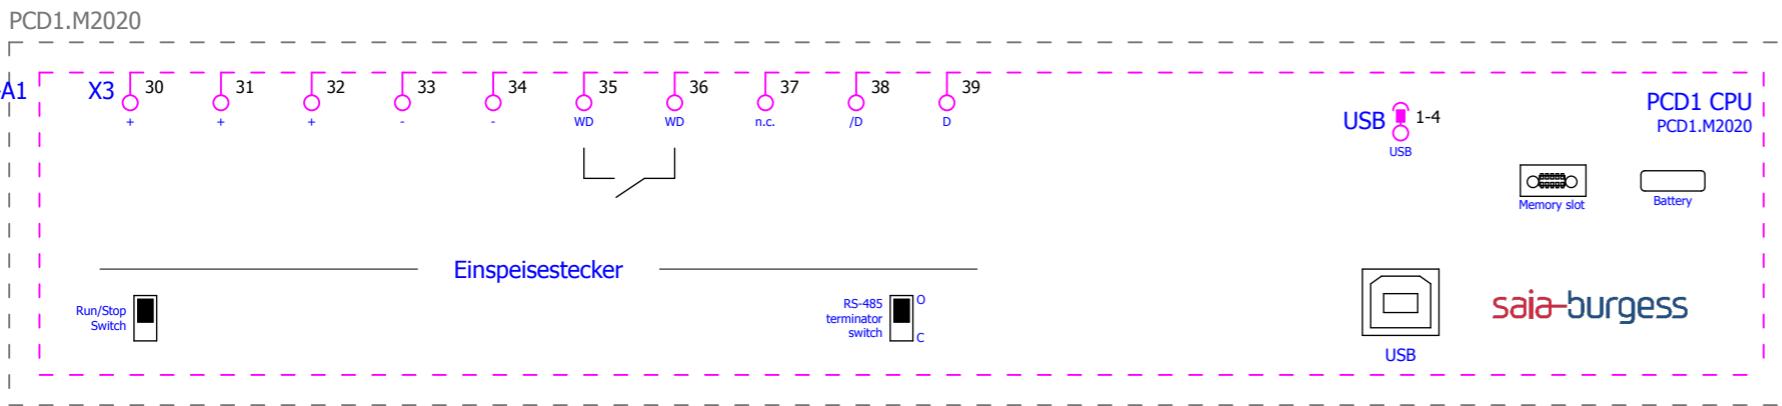 PCD1.M2020
A1
X3 30 31 32 33 34 35 36 37 38 39
+ + + - - WD WD n.c. /D D
USB 1-4
USB
PCD1 CPU
PCD1.M2020
Memory slot
Battery
Einspeisestecker
Run/Stop
Switch
RS-485
terminator
switch
O
C
USB
saia-burgess